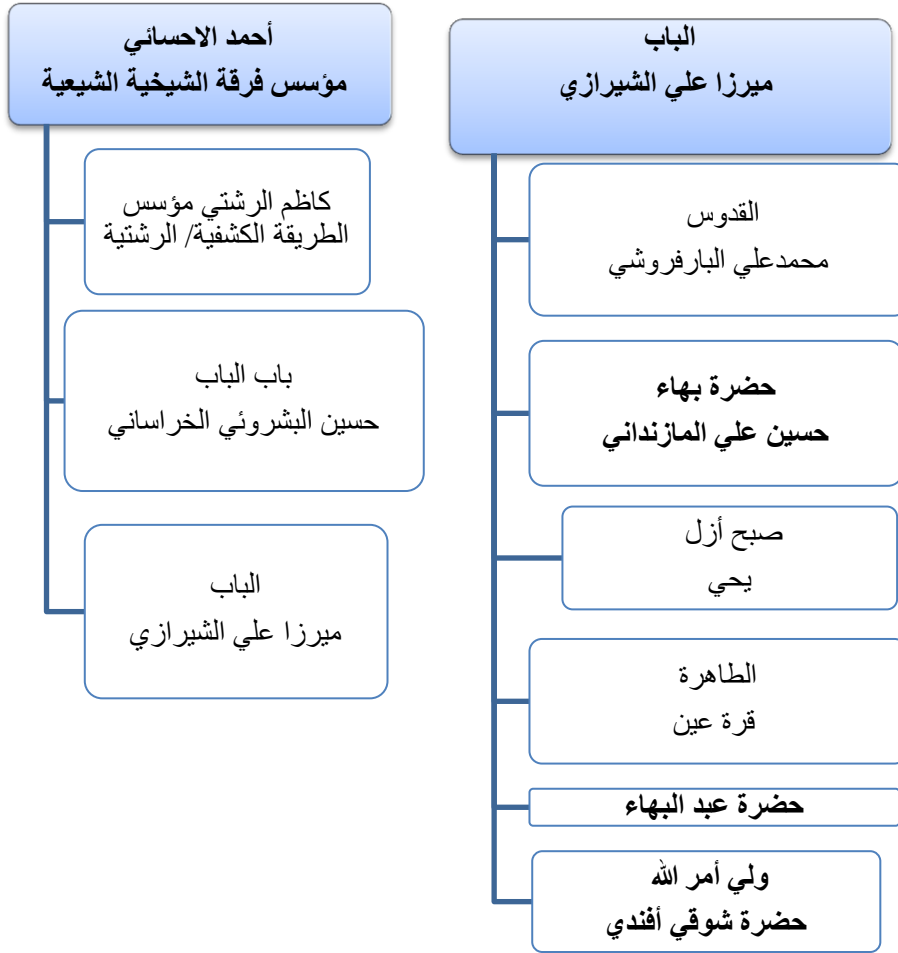 الباب
ميرزا علي الشيرازي
القدوس
محمدعلي البارفروشي
حضرة بهاء
حسين علي المازنداني
صبح أزل
يحي
الطاهرة
قرة عين
حضرة عبد البهاء
ولي أمر الله
حضرة شوقي أفندي
أحمد الاحسائي
مؤسس فرقة الشيخية الشيعية
كاظم الرشتي مؤسس
الطريقة الكشفية/ الرشتية
باب الباب
حسين البشروئي الخراساني
الباب
ميرزا علي الشيرازي